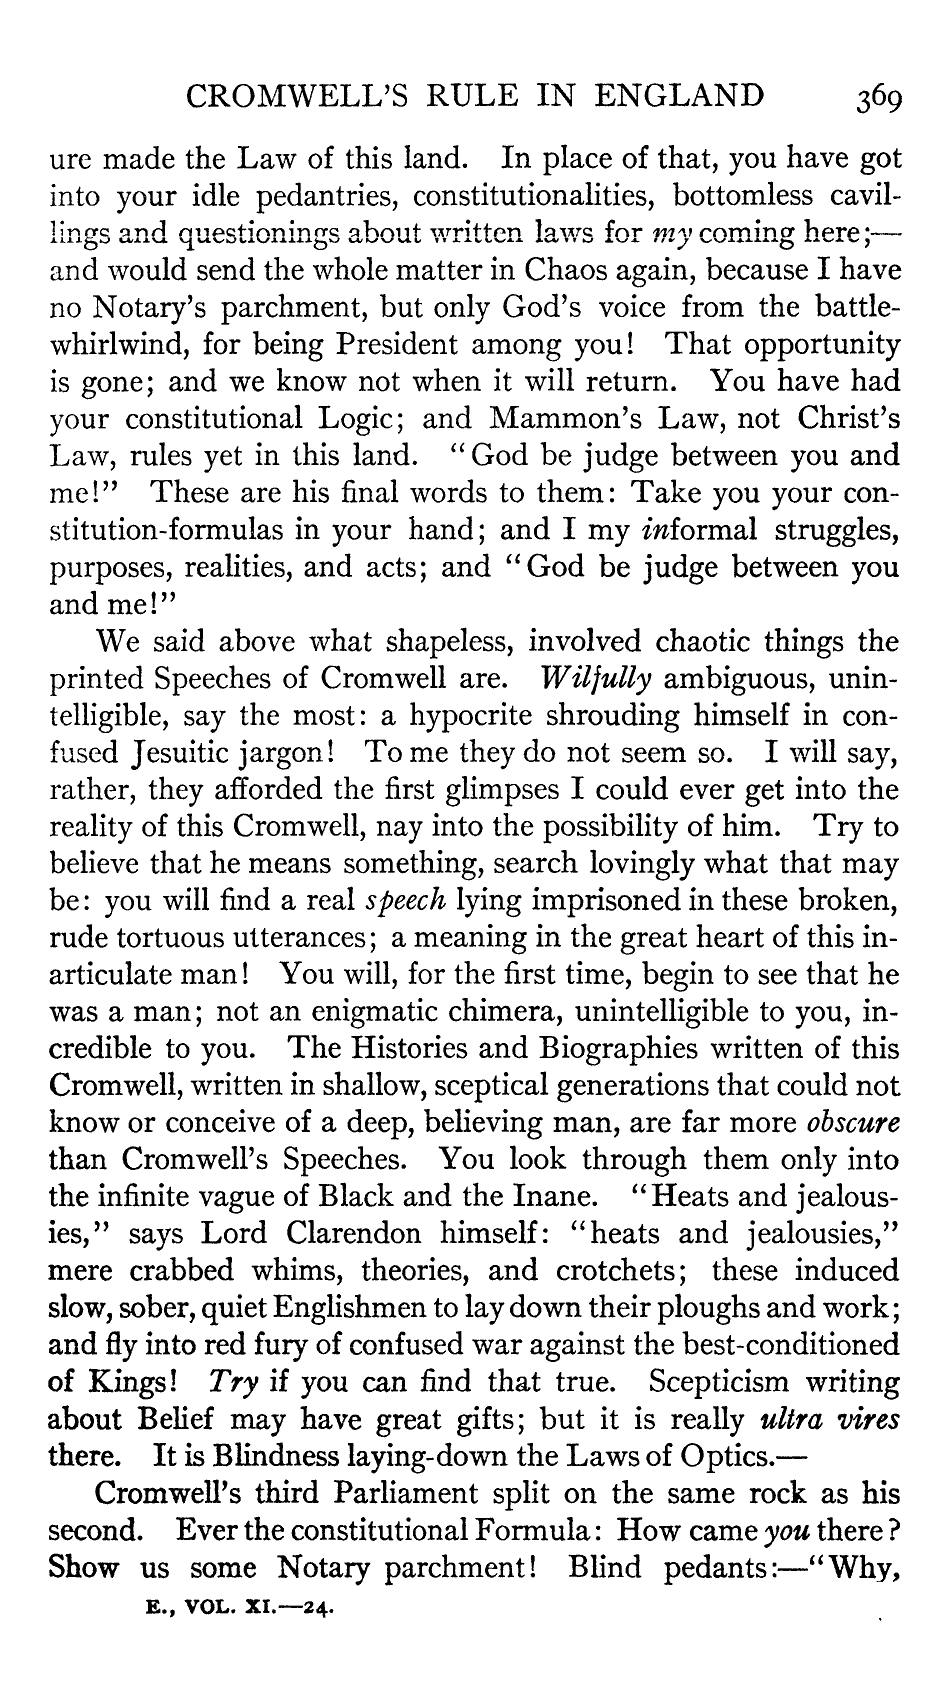 CROMWELL'S RULE IN ENGLAND 369
ure made the Law of this land. In place of that, you have got
into your idle pedantries, constitutionalities, bottomless cavil-
lings and questionings about written laws for my coming here;—
and would send the whole matter in Chaos again, because I have
no Notary's parchment, but only God's voice from the battle-
whirlwind, for being President among you! That opportunity
is gone; and we know not when it will return. You have had
your constitutional Logic; and Mammon's Law, not Christ's
Law, rules yet in this land. "God be judge between you and
me!" These are his final words to them: Take you your con-
stitution-formulas in your hand; and I my informal struggles,
purposes, realities, and acts; and "God be judge between you
and me!"
We said above what shapeless, involved chaotic things the
printed Speeches of Cromwell are. Wilfully ambiguous, unin-
telligible, say the most: a hypocrite shrouding himself in con-
fused Jesuitic jargon! To me they do not seem so. I will say,
rather, they afforded the first glimpses I could ever get into the
reality of this Cromwell, nay into the possibility of him. Try to
believe that he means something, search lovingly what that may
be: you will find a real speech lying imprisoned in these broken,
rude tortuous utterances; a meaning in the great heart of this in-
articulate man! You will, for the first time, begin to see that he
was a man; not an enigmatic chimera, unintelligible to you, in-
credible to you. The Histories and Biographies written of this
Cromwell, written in shallow, sceptical generations that could not
know or conceive of a deep, believing man, are far more obscure
than Cromwell's Speeches. You look through them only into
the infinite vague of Black and the Inane. "Heats and jealous-
ies," says Lord Clarendon himself: "heats and jealousies,"
mere crabbed whims, theories, and crotchets; these induced
slow, sober, quiet Englishmen to lay down their ploughs and work;
and fly into red fury of confused war against the best-conditioned
of Kings! Try if you can find that true. Scepticism writing
about Belief may have great gifts; but it is really ultra vires
there. It is Blindness laying-down the Laws of Optics.—
Cromwell's third Parliament split on the same rock as his
second. Ever the constitutional Formula: How came you there?
Show us some Notary parchment! Blind pedants:—"Why,
E., VOL. XI.—24.